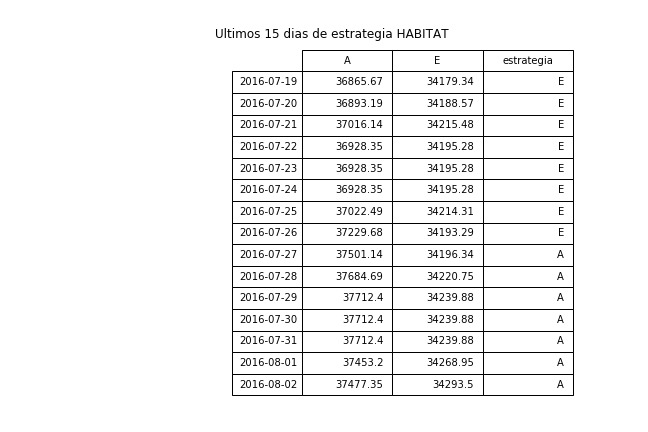 Ultimos 15 dias de estrategia HABITAT
A E estrategia
2016-07-19 36865.67 34179.34 E
2016-07-20 36893.19 34188.57 E
2016-07-21 37016.14 34215.48 E
2016-07-22 36928.35 34195.28 E
2016-07-23 36928.35 34195.28 E
2016-07-24 36928.35 34195.28 E
2016-07-25 37022.49 34214.31 E
2016-07-26 37229.68 34193.29 E
2016-07-27 37501.14 34196.34 A
2016-07-28 37684.69 34220.75 A
2016-07-29 37712.4 34239.88 A
2016-07-30 37712.4 34239.88 A
2016-07-31 37712.4 34239.88 A
2016-08-01 37453.2 34268.95 A
2016-08-02 37477.35 34293.5 A